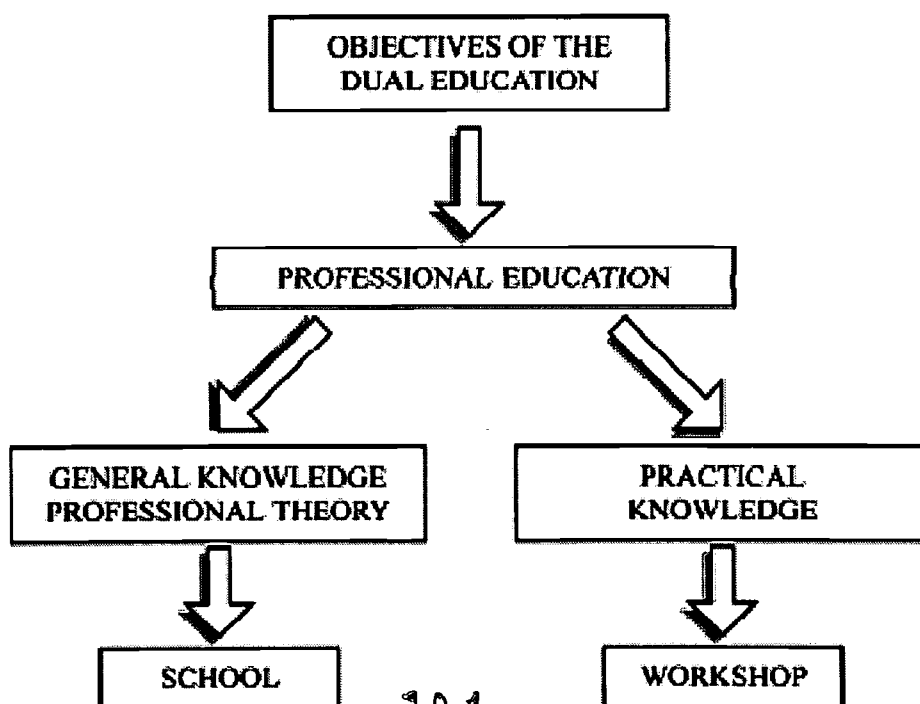 OBJECTIVES OF THE
DUAL EDUCATION
PROFESSIONAL EDUCATION
GENERAL KNOWLEDGE
PROFESSIONAL THEORY
PRACTICAL
KNOWLEDGE
SCHOOL
WORKSHOP